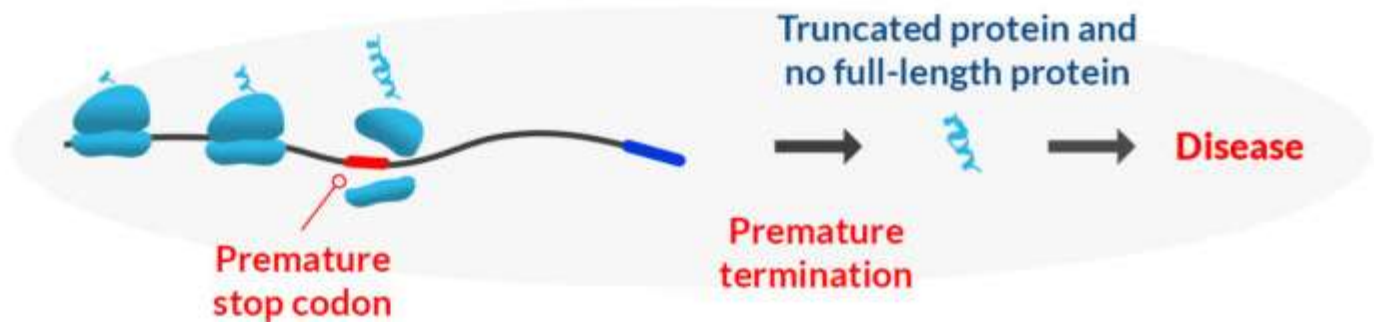 Premature
stop codon
Premature
termination
Truncated protein and
no full-length protein
Disease